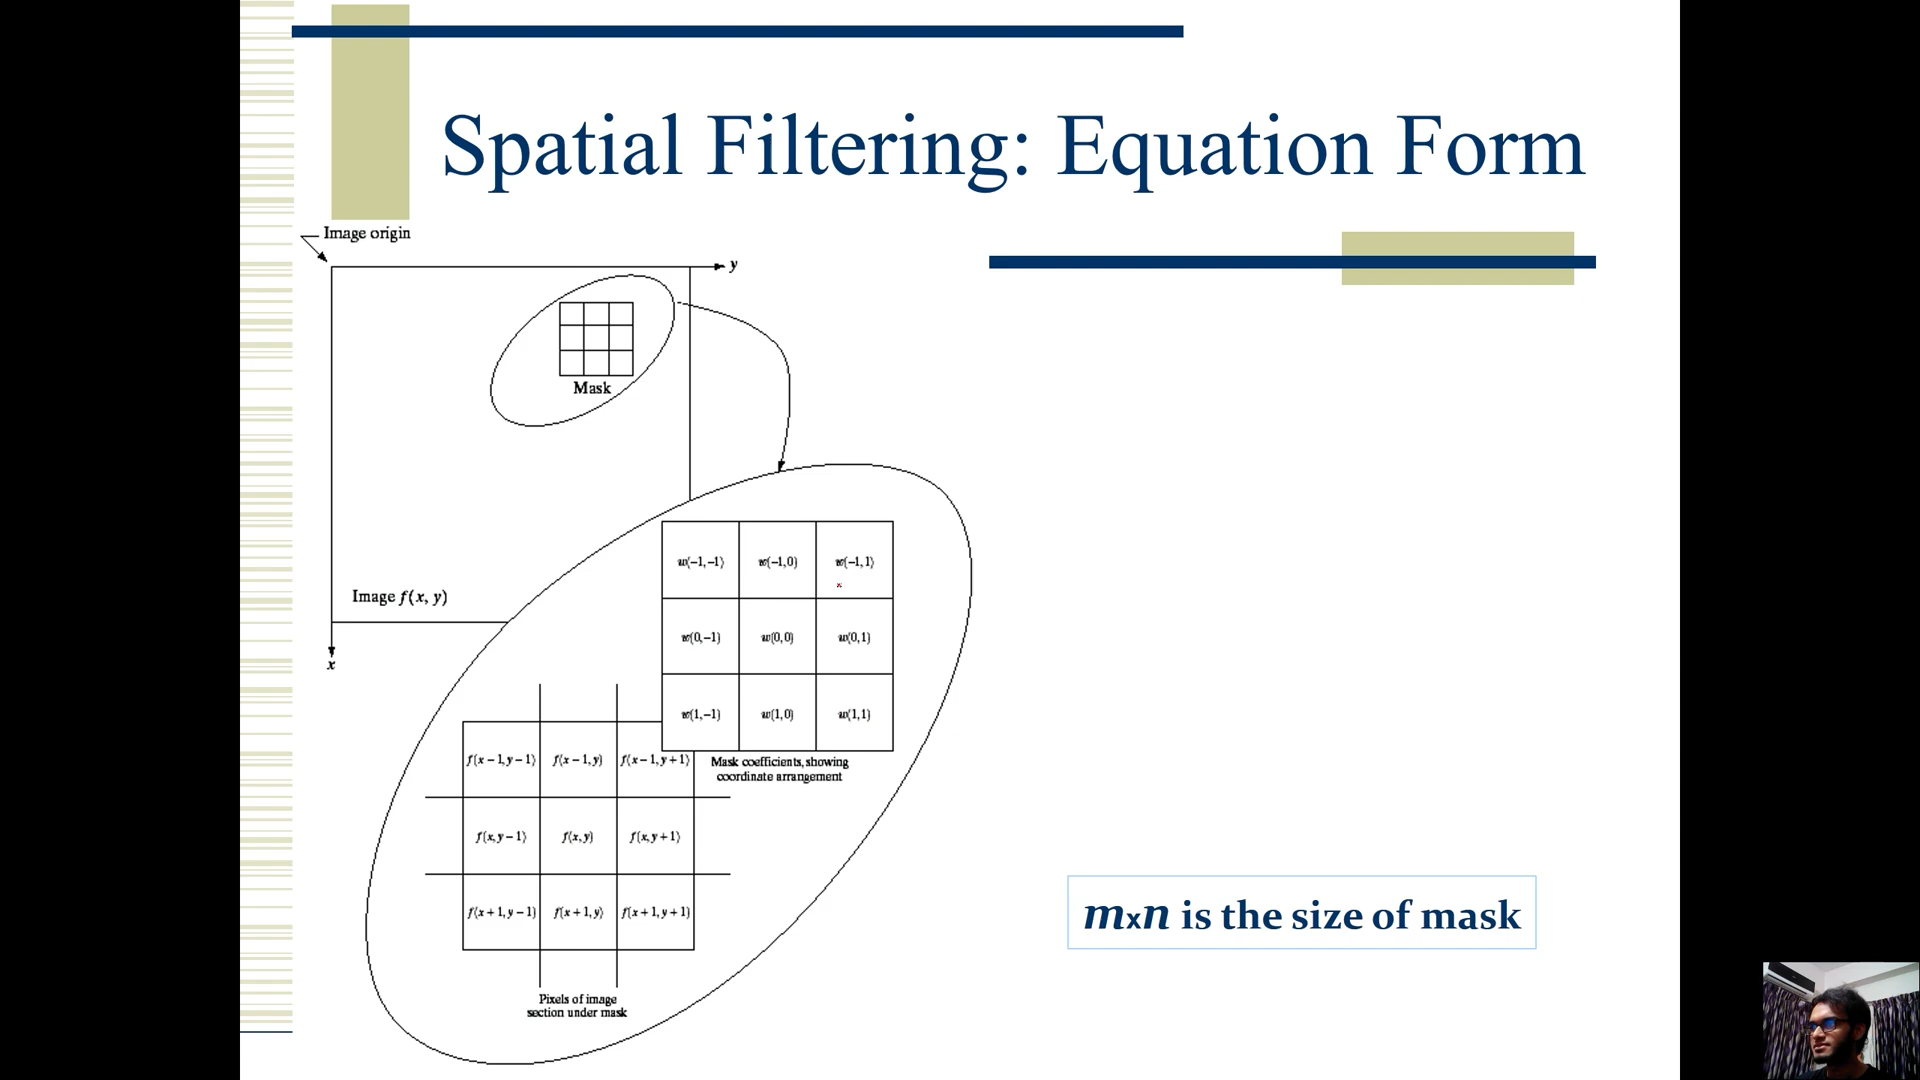 Spatial Filtering: Equation Form
Image origin
y
Mask
w(−1,−1) w(−1,0) w(−1,1)
Image f(x, y)
w(0,−1) w(0,0) w(0,1)
x
w(1,−1) w(1,0) w(1,1)
f(x − 1, y − 1) f(x − 1, y) f(x − 1, y + 1)
Mask coefficients, showing
coordinate arrangement
f(x, y − 1) f(x, y) f(x, y + 1)
f(x + 1, y − 1) f(x + 1, y) f(x + 1, y + 1)
mxn is the size of mask
Pixels of image
section under mask